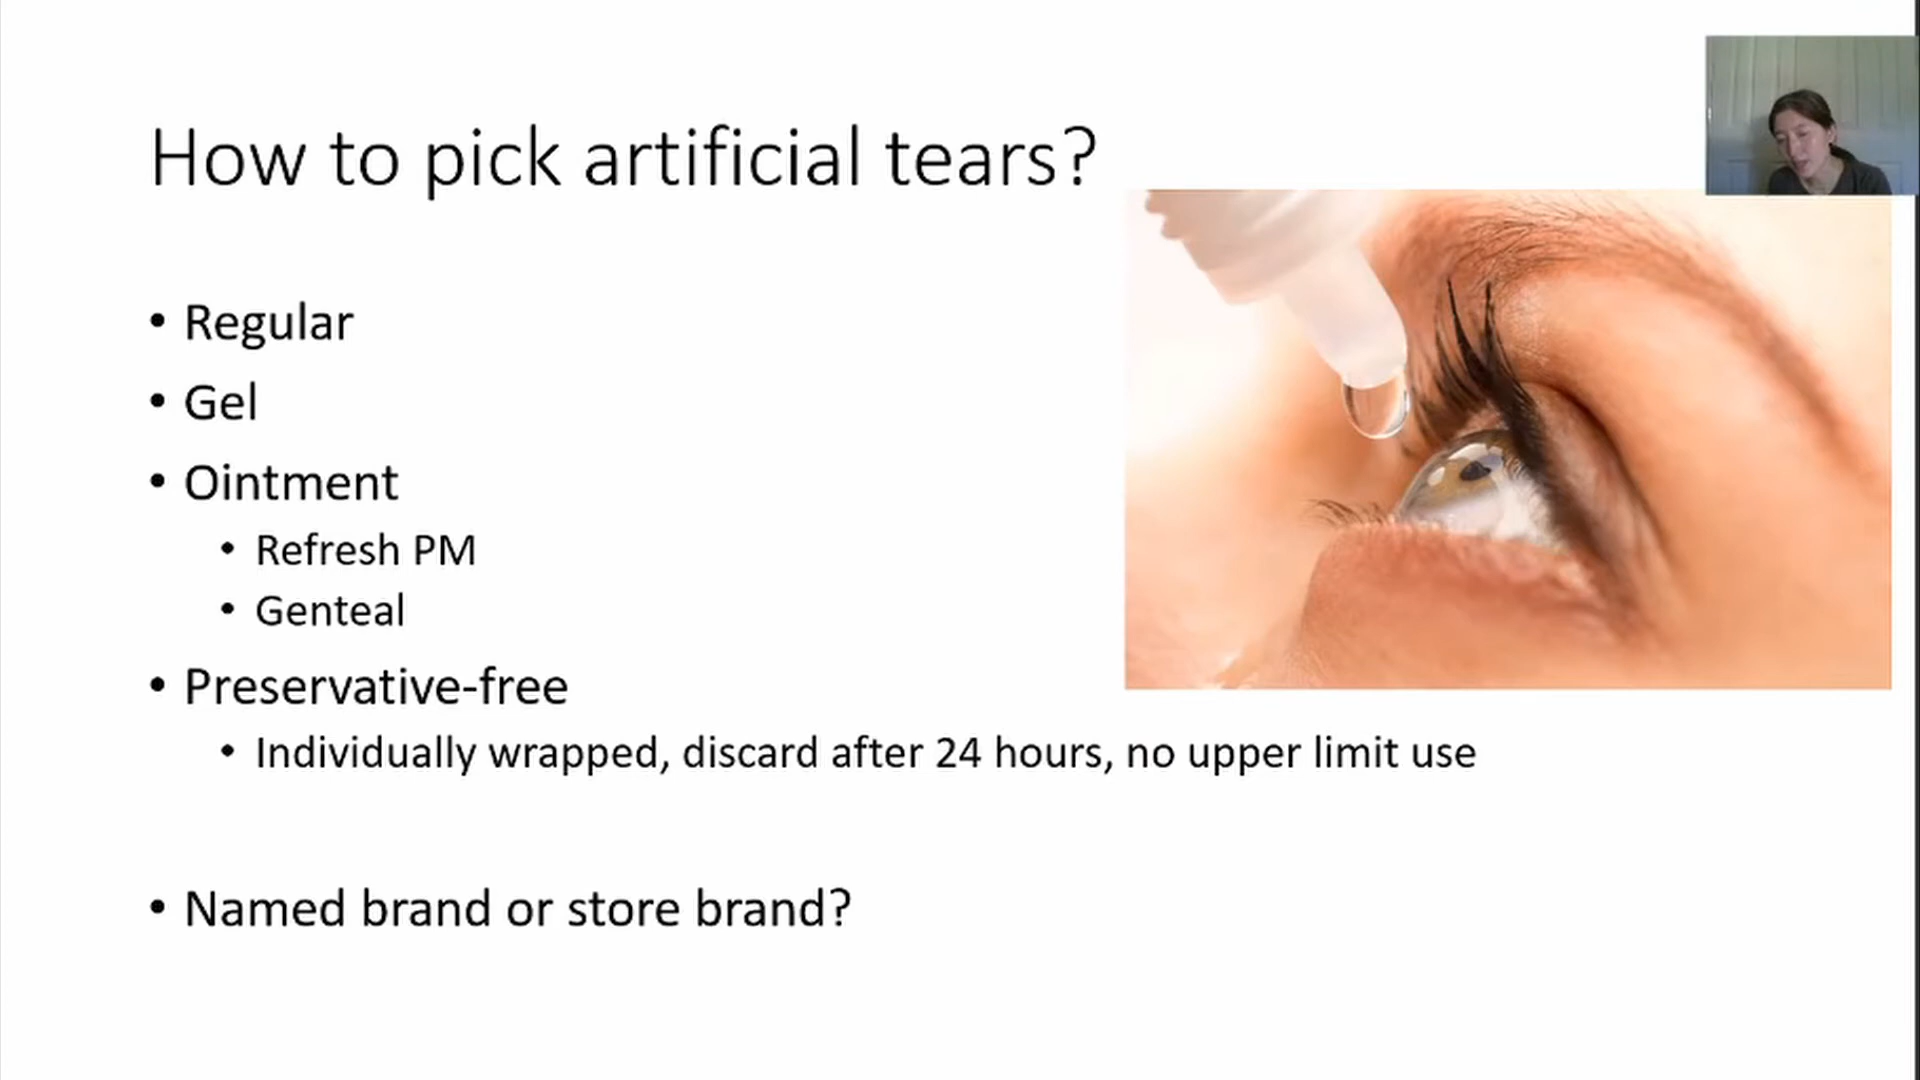 How to pick artificial tears?
• Regular
• Gel
• Ointment
• Refresh PM
• Genteal
• Preservative-free
• Individually wrapped, discard after 24 hours, no upper limit use
• Named brand or store brand?